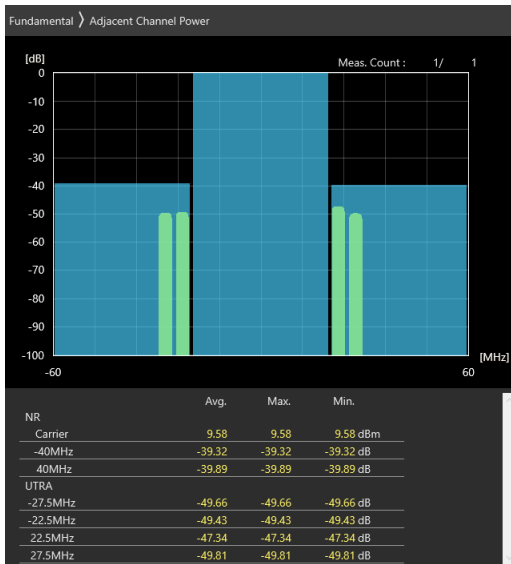 Fundamental 〉 Adjacent Channel Power
[dB]
Meas. Count : 1/ 1
0
-10
-20
-30
-40
-50
-60
-70
-80
-90
-100
[MHz]
-60 60
Avg. Max. Min.
NR
Carrier 9.58 9.58 9.58 dBm
-40MHz -39.32 -39.32 -39.32 dB
40MHz -39.89 -39.89 -39.89 dB
UTRA
-27.5MHz -49.66 -49.66 -49.66 dB
-22.5MHz -49.43 -49.43 -49.43 dB
22.5MHz -47.34 -47.34 -47.34 dB
27.5MHz -49.81 -49.81 -49.81 dB